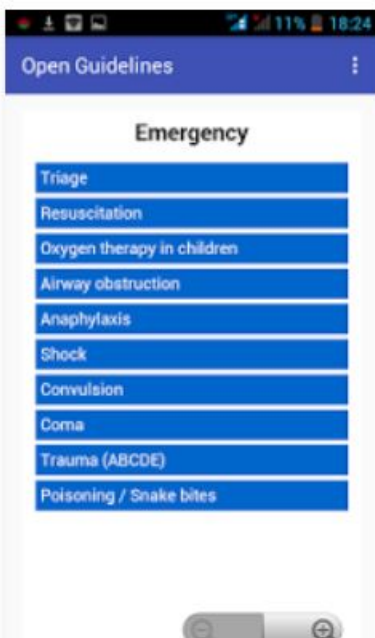 11% 18:24
Open Guidelines
Emergency
Triage
Resuscitation
Oxygen therapy in children
Airway obstruction
Anaphylaxis
Shock
Convulsion
Coma
Trauma (ABCDE)
Poisoning / Snake bites